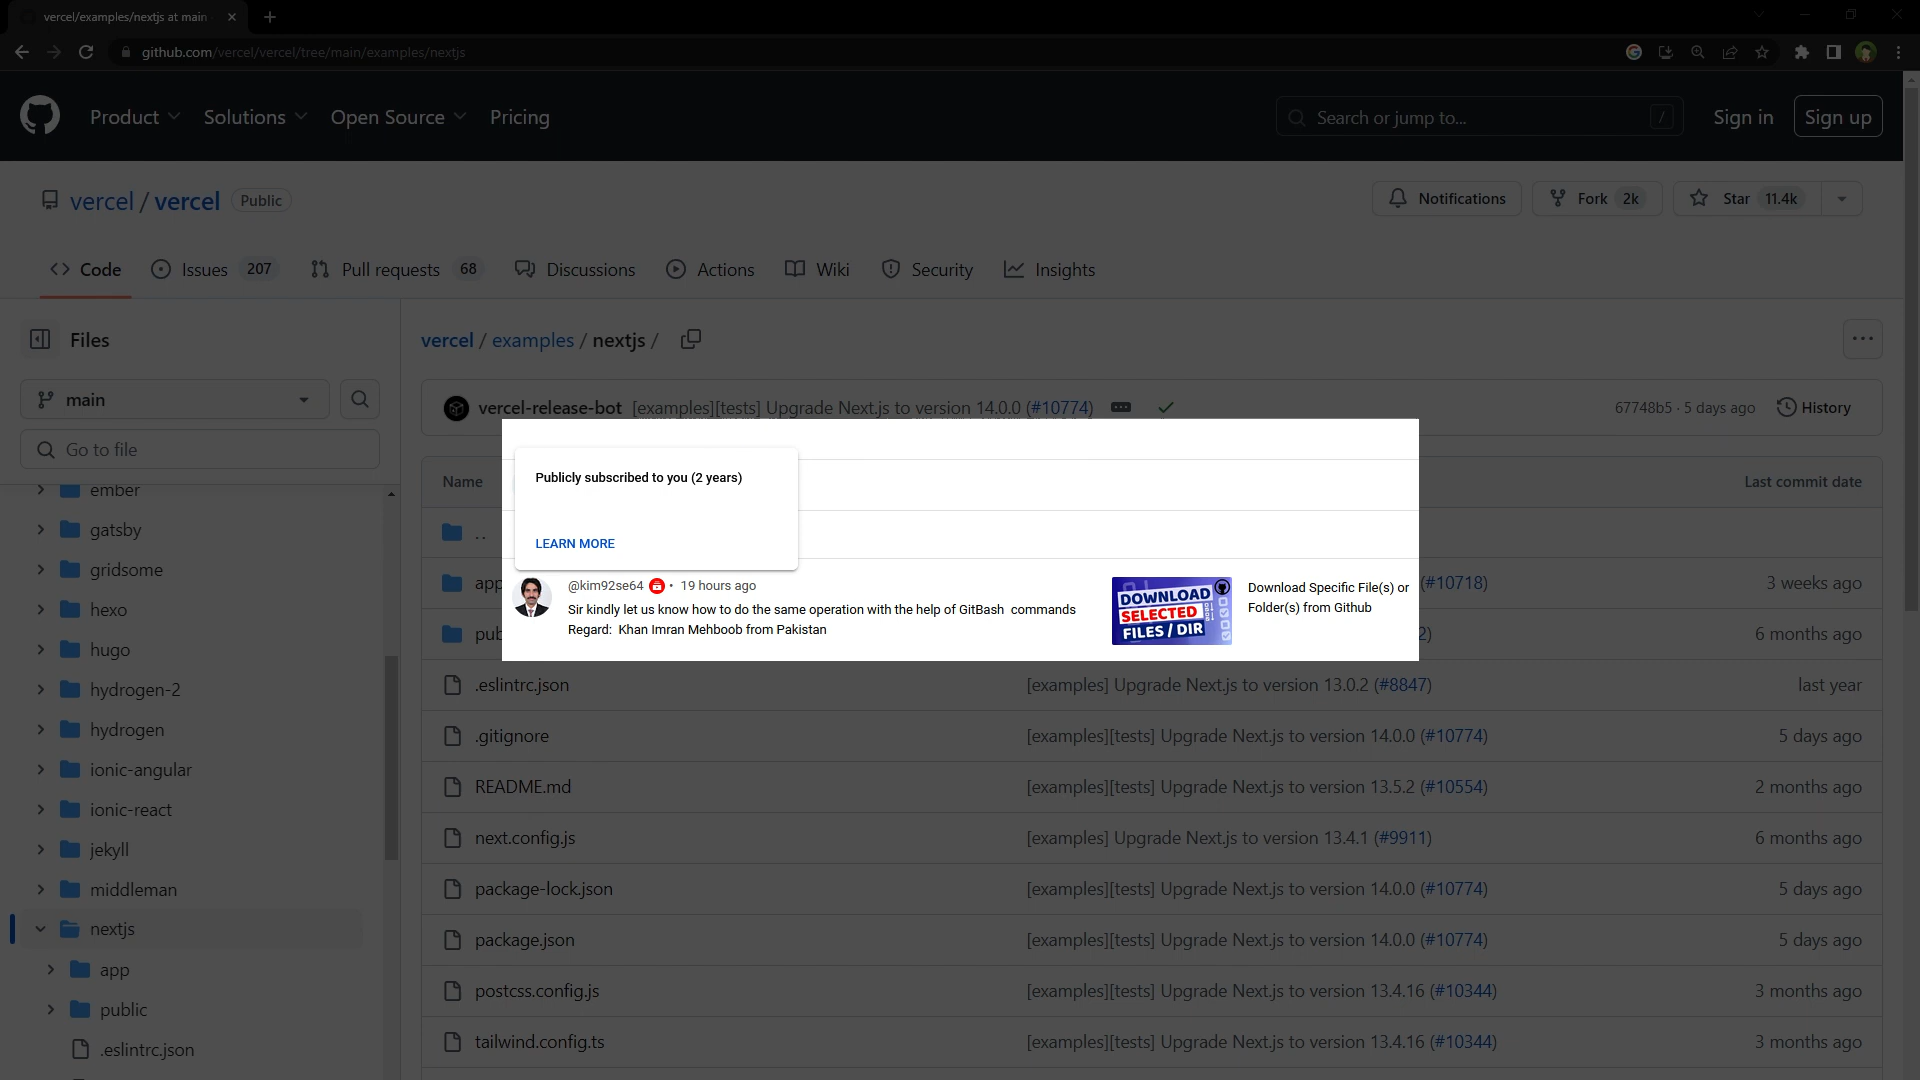 vercel/examples/nextjs at main
github.com/vercel/vercel/tree/main/examples/nextjs
Product
Solutions
Open Source
Pricing
Search or jump to...
/
Sign in
Sign up
vercel / vercel
Public
Notifications
Fork 2k
Star 11.4k
Code
Issues 207
Pull requests 68
Discussions
Actions
Wiki
Security
Insights
Files
main
Go to file
ember
gatsby
gridsome
hexo
hugo
hydrogen-2
hydrogen
ionic-angular
ionic-react
jekyll
middleman
nextjs
app
public
.eslintrc.json
vercel / examples / nextjs /
vercel-release-bot [examples][tests] Upgrade Next.js to version 14.0.0 (#10774)
67748b5 · 5 days ago
History
Name
Last commit date
..
app
#10718)
3 weeks ago
pub
2)
6 months ago
Publicly subscribed to you (2 years)
LEARN MORE
@kim92se64 • 19 hours ago
Sir kindly let us know how to do the same operation with the help of GitBash commands
Regard: Khan Imran Mehboob from Pakistan
DOWNLOAD
SELECTED
FILES / DIR
Download Specific File(s) or
Folder(s) from Github
.eslintrc.json [examples] Upgrade Next.js to version 13.0.2 (#8847) last year
.gitignore [examples][tests] Upgrade Next.js to version 14.0.0 (#10774) 5 days ago
README.md [examples][tests] Upgrade Next.js to version 13.5.2 (#10554) 2 months ago
next.config.js [examples] Upgrade Next.js to version 13.4.1 (#9911) 6 months ago
package-lock.json [examples][tests] Upgrade Next.js to version 14.0.0 (#10774) 5 days ago
package.json [examples][tests] Upgrade Next.js to version 14.0.0 (#10774) 5 days ago
postcss.config.js [examples][tests] Upgrade Next.js to version 13.4.16 (#10344) 3 months ago
tailwind.config.ts [examples][tests] Upgrade Next.js to version 13.4.16 (#10344) 3 months ago